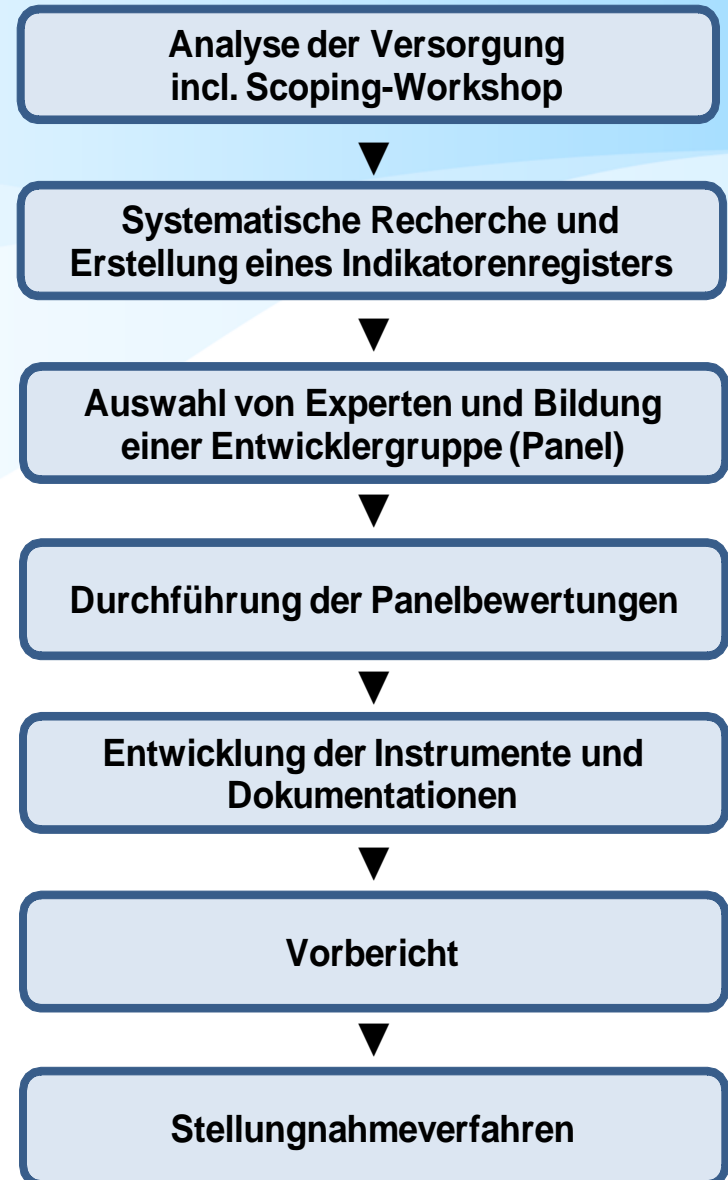 Analyse der Versorgung
incl. Scoping-Workshop
Systematische Recherche und
Erstellung eines Indikatorenregisters
Auswahl von Experten und Bildung
einer Entwicklergruppe (Panel)
Durchführung der Panelbewertungen
Entwicklung der Instrumente und
Dokumentationen
Vorbericht
Stellungnahmeverfahren